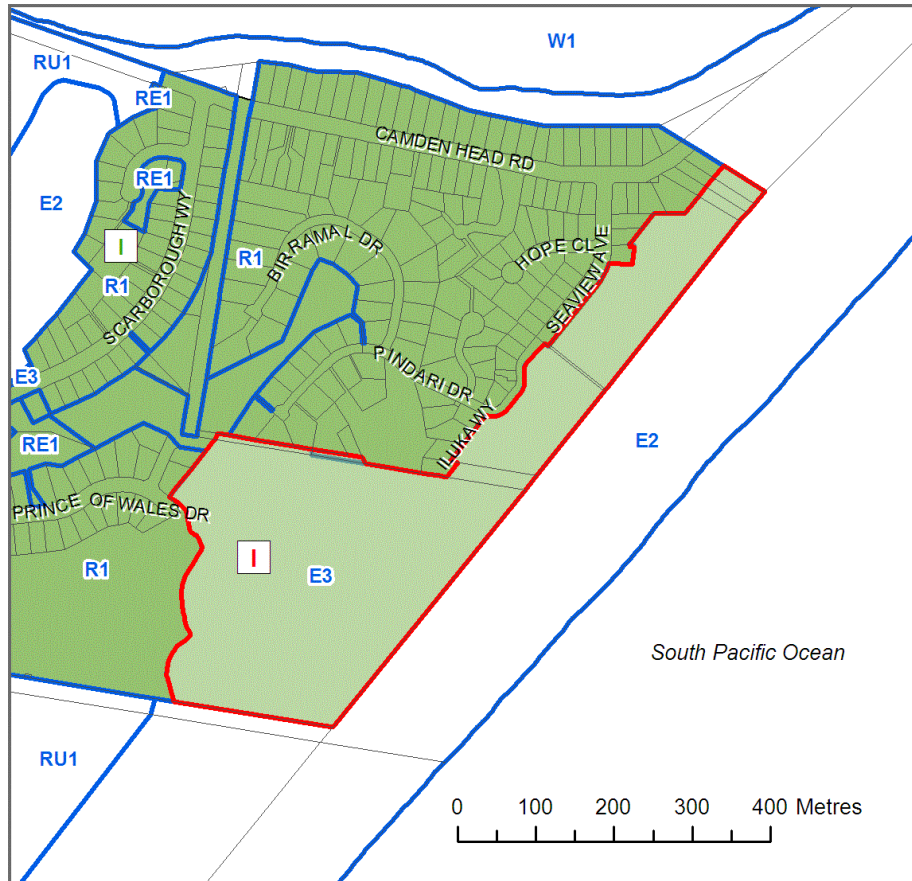 W1
RU1
RE1
CAMDEN HEAD RD
RE1
E2
SCARBOROUGH WY
I
R1
BIRRAMAL DR
HOPE CL
R1
SEAVIEW AVE
PINDARI DR
E3
ILUKA WY
E2
RE1
PRINCE OF WALES DR
I
R1
E3
South Pacific Ocean
RU1
0 100 200 300 400 Metres